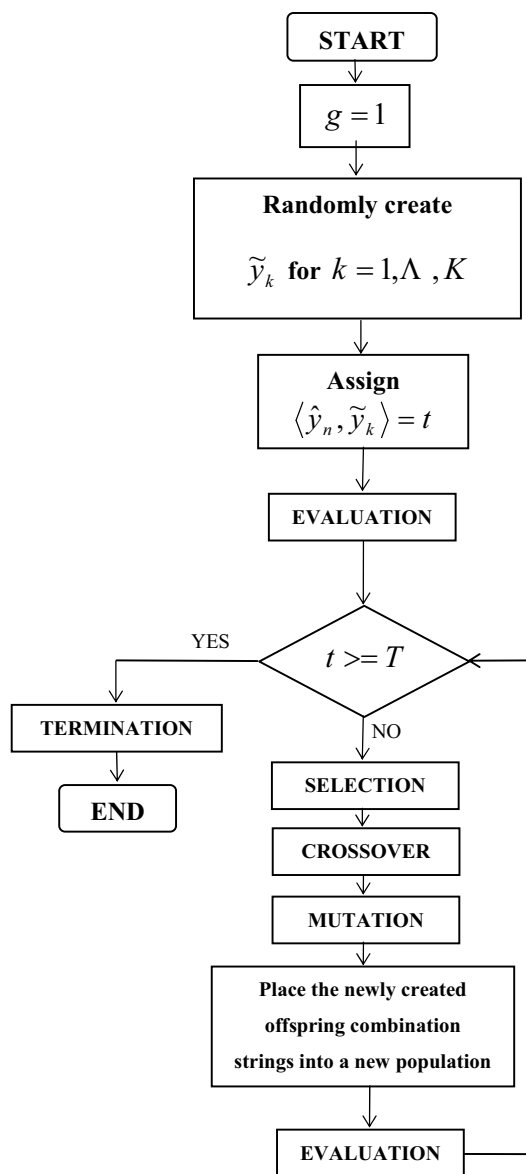 START
g = 1
Randomly create
ỹ_k for k = 1,Λ , K
Assign
⟨ŷ_n, ỹ_k⟩ = t
EVALUATION
t >= T
YES
NO
TERMINATION
END
SELECTION
CROSSOVER
MUTATION
Place the newly created
offspring combination
strings into a new population
EVALUATION